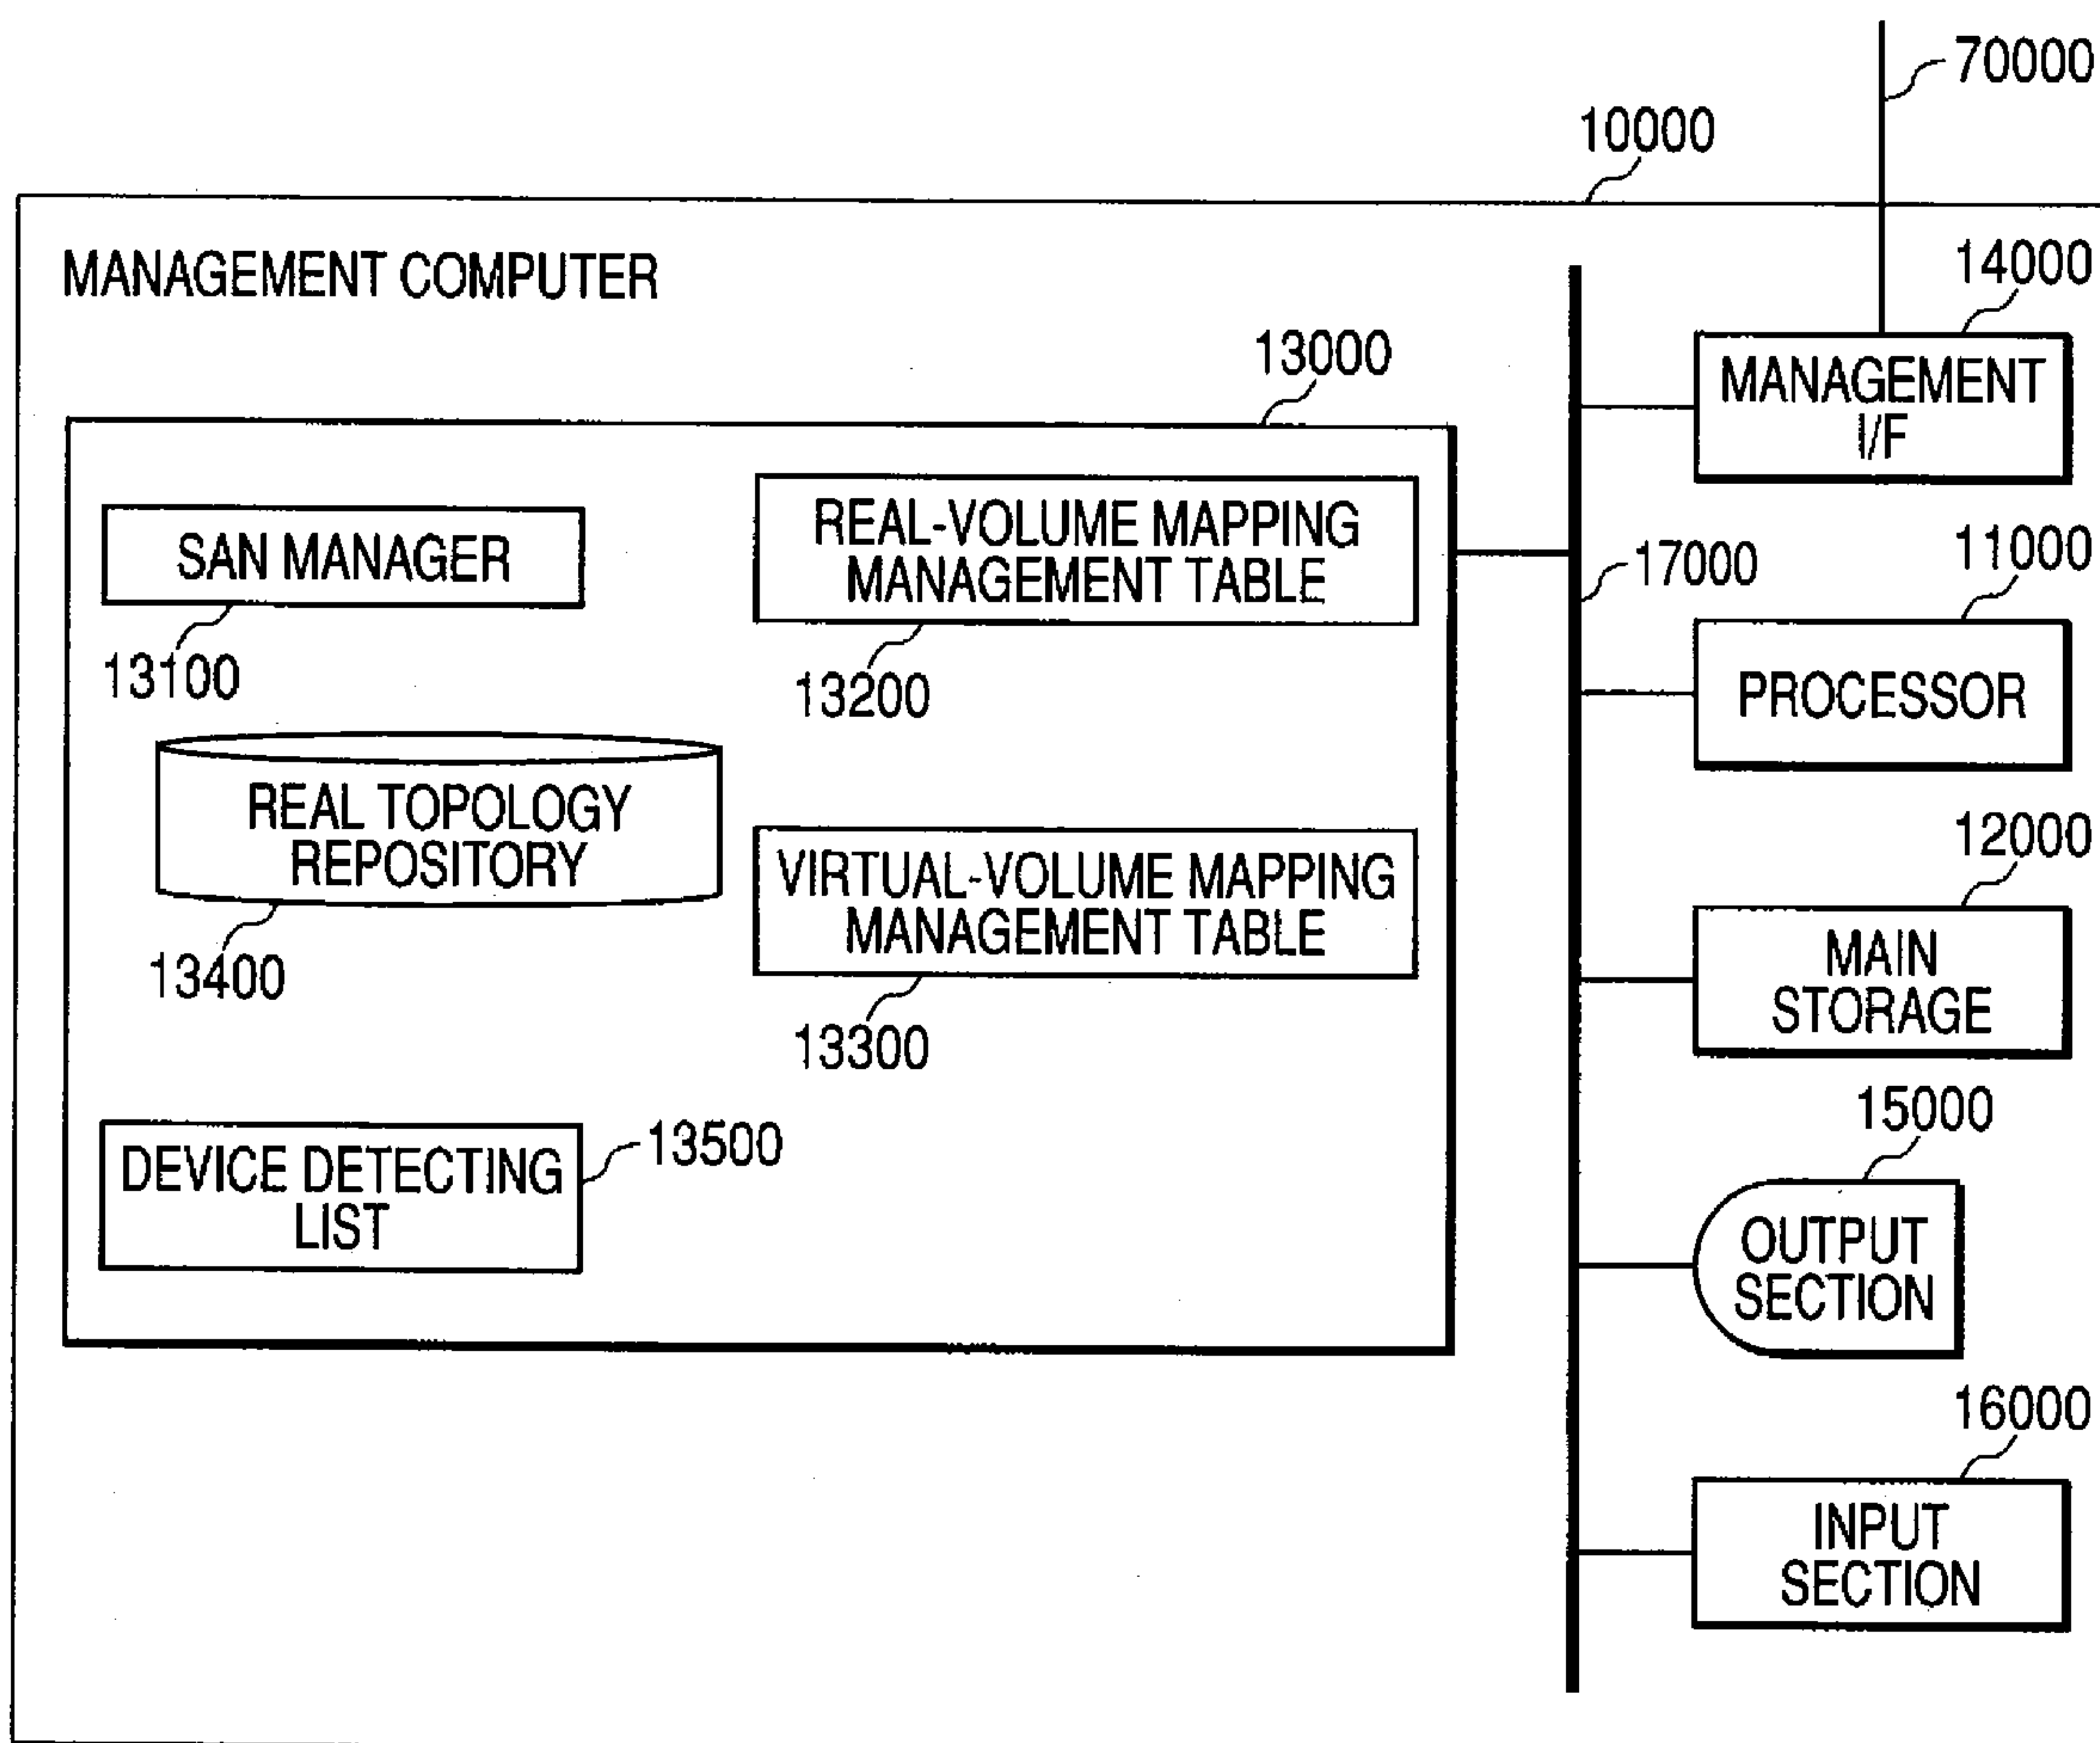 70000
10000
MANAGEMENT COMPUTER
14000
MANAGEMENT
I/F
13000
SAN MANAGER
13100
REAL-VOLUME MAPPING
MANAGEMENT TABLE
13200
17000
11000
PROCESSOR
REAL TOPOLOGY
REPOSITORY
13400
VIRTUAL-VOLUME MAPPING
MANAGEMENT TABLE
13300
12000
MAIN
STORAGE
DEVICE DETECTING
LIST
13500
15000
OUTPUT
SECTION
16000
INPUT
SECTION